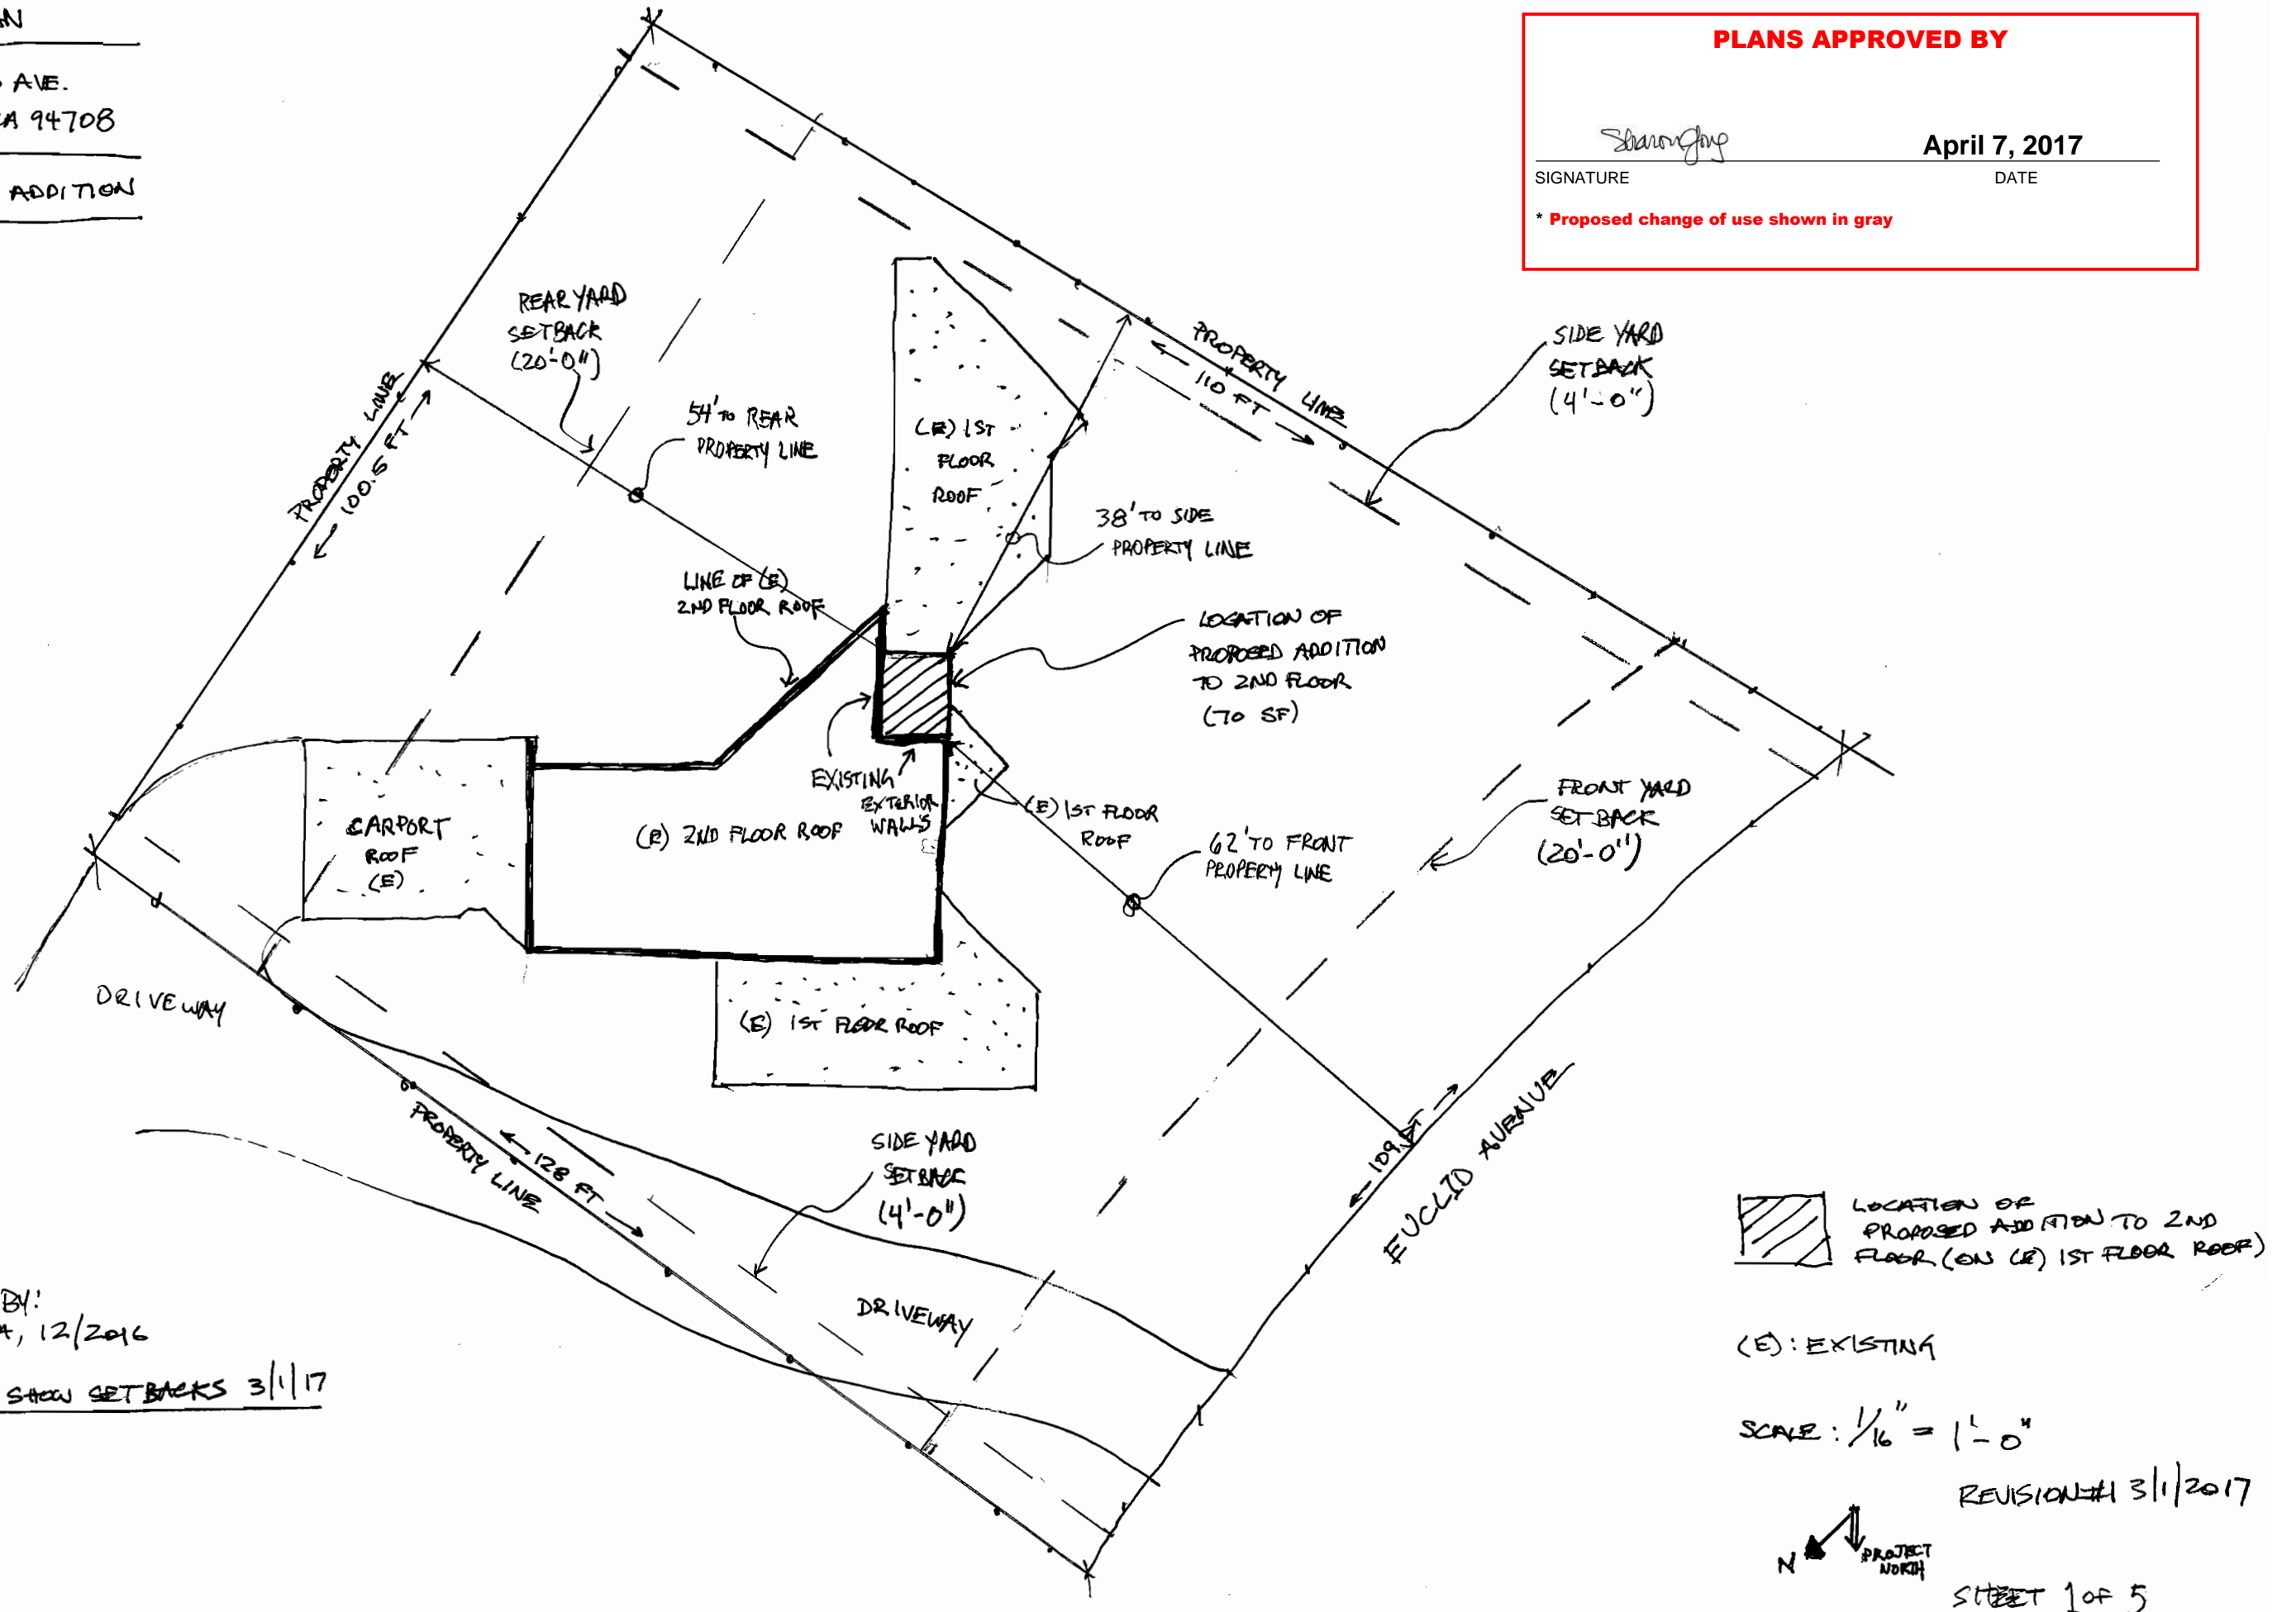 AVE.
CA 94708
ADDITION
PLANS APPROVED BY
April 7, 2017
SIGNATURE
DATE
* Proposed change of use shown in gray
REAR YARD
SETBACK
(20'-0")
SIDE YARD
SETBACK
(4'-0")
PROPERTY LINE
110 FT
PROPERTY LINE
100.5 FT
54' TO REAR
PROPERTY LINE
(E) 1ST
FLOOR
ROOF
38' TO SIDE
PROPERTY LINE
LINE OF (E)
2ND FLOOR ROOF
LOCATION OF
PROPOSED ADDITION
TO 2ND FLOOR
(70 SF)
EXISTING
EXTERIOR
WALLS
(E) 1ST FLOOR
ROOF
FRONT YARD
SETBACK
(20'-0")
CARPORT
ROOF
(E)
(E) 2ND FLOOR ROOF
62' TO FRONT
PROPERTY LINE
DRIVEWAY
(E) 1ST FLOOR ROOF
PROPERTY LINE
128 FT
SIDE YARD
SETBACK
(4'-0")
EUCLID AVENUE
DRIVEWAY
LOCATION OF
PROPOSED ADDITION TO 2ND
FLOOR (ON (E) 1ST FLOOR ROOF)
BY:
12/2016
SHOW SETBACKS 3/1/17
(E): EXISTING
SCALE: 1/16" = 1'-0"
REVISION #1 3/1/2017
N
PROJECT
NORTH
SHEET 1 OF 5